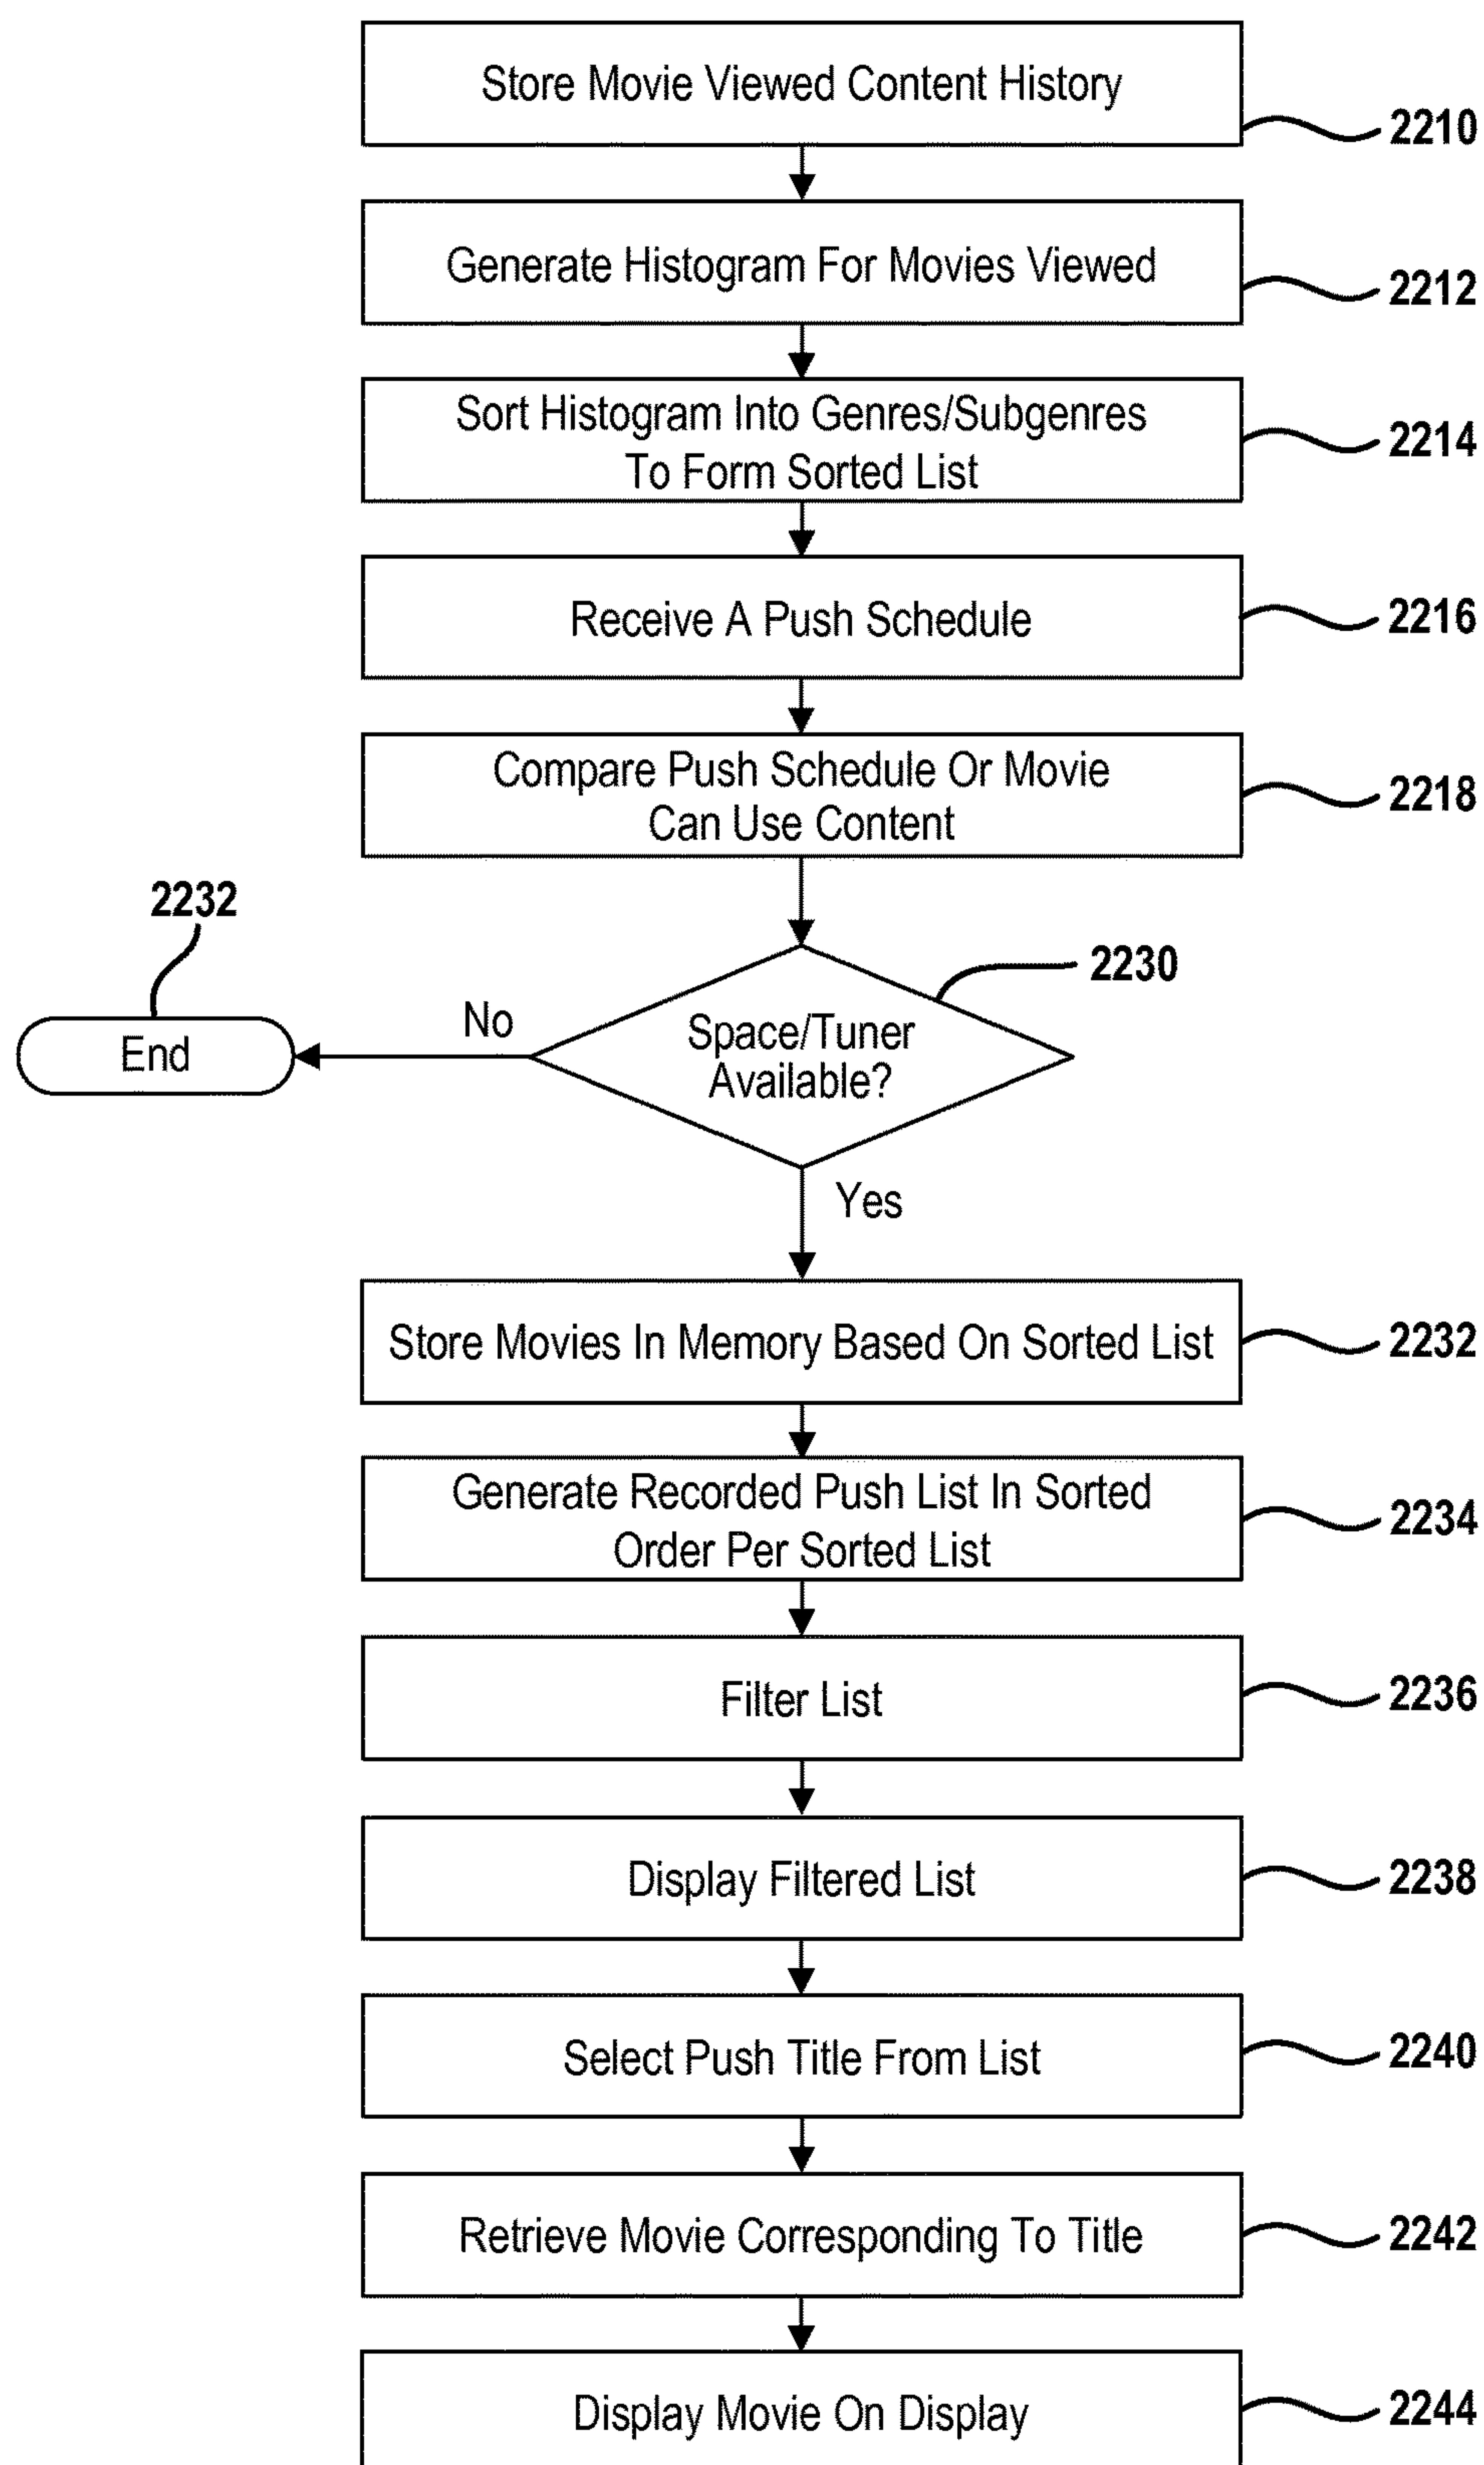 Store Movie Viewed Content History
2210
Generate Histogram For Movies Viewed
2212
Sort Histogram Into Genres/Subgenres
To Form Sorted List
2214
Receive A Push Schedule
2216
Compare Push Schedule Or Movie
Can Use Content
2218
2232
End
No
Space/Tuner
Available?
2230
Yes
Store Movies In Memory Based On Sorted List
2232
Generate Recorded Push List In Sorted
Order Per Sorted List
2234
Filter List
2236
Display Filtered List
2238
Select Push Title From List
2240
Retrieve Movie Corresponding To Title
2242
Display Movie On Display
2244